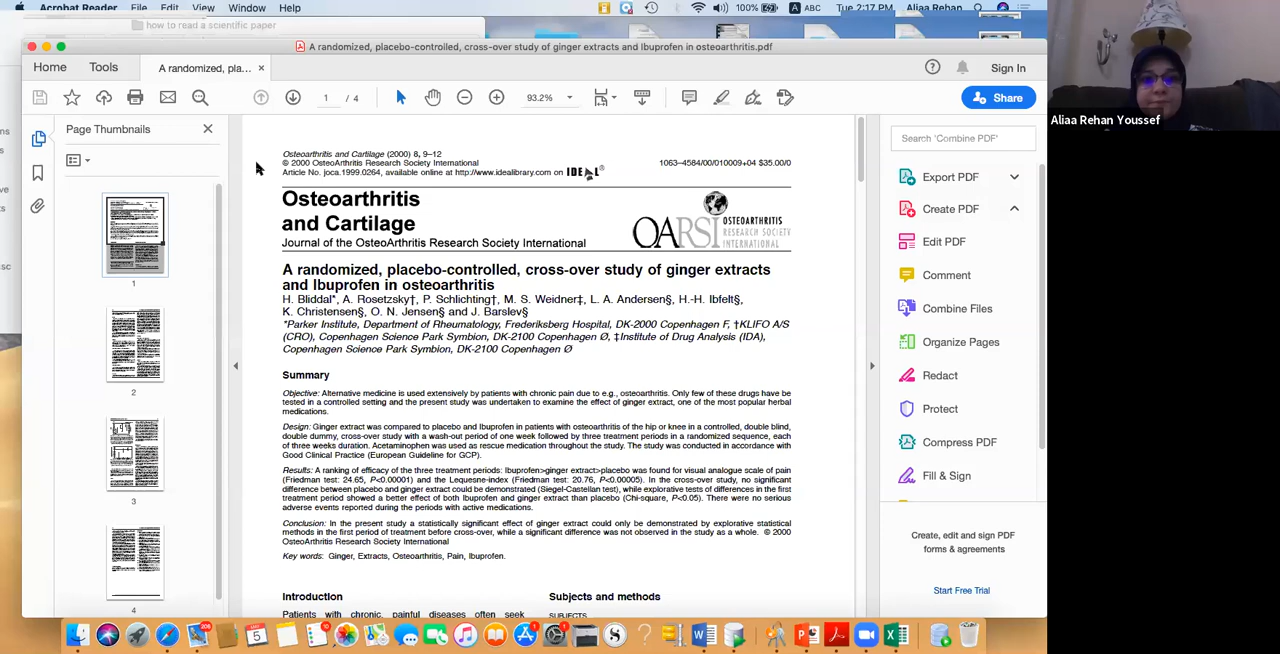 Acrobat Reader File Edit View Window Help 100% ABC Tue 2:17 PM Aliaa Rehan
how to read a scientific paper
A randomized, placebo-controlled, cross-over study of ginger extracts and Ibuprofen in osteoarthritis.pdf
Home Tools A randomized, pla... × Sign In
1 / 4 93.2% Share
Page Thumbnails
1
2
3
4
Osteoarthritis and Cartilage (2000) 8, 9–12
© 2000 OsteoArthritis Research Society International 1063–4584/00/010009+04 $35.00/0
Article No. joca.1999.0264, available online at http://www.idealibrary.com on
Osteoarthritis
and Cartilage
Journal of the OsteoArthritis Research Society International
OARSI OSTEOARTHRITIS
RESEARCH SOCIETY
INTERNATIONAL
A randomized, placebo-controlled, cross-over study of ginger extracts
and Ibuprofen in osteoarthritis
H. Bliddal*, A. Rosetzsky†, P. Schlichting†, M. S. Weidner‡, L. A. Andersen§, H.-H. Ibfelt§,
K. Christensen§, O. N. Jensen§ and J. Barslev§
*Parker Institute, Department of Rheumatology, Frederiksberg Hospital, DK-2000 Copenhagen F, †KLIFO A/S
(CRO), Copenhagen Science Park Symbion, DK-2100 Copenhagen Ø, ‡Institute of Drug Analysis (IDA),
Copenhagen Science Park Symbion, DK-2100 Copenhagen Ø
Summary
Objective: Alternative medicine is used extensively by patients with chronic pain due to e.g., osteoarthritis. Only few of these drugs have be
tested in a controlled setting and the present study was undertaken to examine the effect of ginger extract, one of the most popular herbal
medications.
Design: Ginger extract was compared to placebo and Ibuprofen in patients with osteoarthritis of the hip or knee in a controlled, double blind,
double dummy, cross-over study with a wash-out period of one week followed by three treatment periods in a randomized sequence, each
of three weeks duration. Acetaminophen was used as rescue medication throughout the study. The study was conducted in accordance with
Good Clinical Practice (European Guideline for GCP).
Results: A ranking of efficacy of the three treatment periods: Ibuprofen>ginger extract>placebo was found for visual analogue scale of pain
(Friedman test: 24.65, P<0.00001) and the Lequesne-index (Friedman test: 20.76, P<0.00005). In the cross-over study, no significant
difference between placebo and ginger extract could be demonstrated (Siegel-Castellan test), while explorative tests of differences in the first
treatment period showed a better effect of both Ibuprofen and ginger extract than placebo (Chi-square, P<0.05). There were no serious
adverse events reported during the periods with active medications.
Conclusion: In the present study a statistically significant effect of ginger extract could only be demonstrated by explorative statistical
methods in the first period of treatment before cross-over, while a significant difference was not observed in the study as a whole. © 2000
OsteoArthritis Research Society International
Key words: Ginger, Extracts, Osteoarthritis, Pain, Ibuprofen.
Introduction
Patients with chronic, painful diseases often seek
Subjects and methods
SUBJECTS
Search 'Combine PDF'
Export PDF
Create PDF
Edit PDF
Comment
Combine Files
Organize Pages
Redact
Protect
Compress PDF
Fill & Sign
Create, edit and sign PDF
forms & agreements
Start Free Trial
Aliaa Rehan Youssef